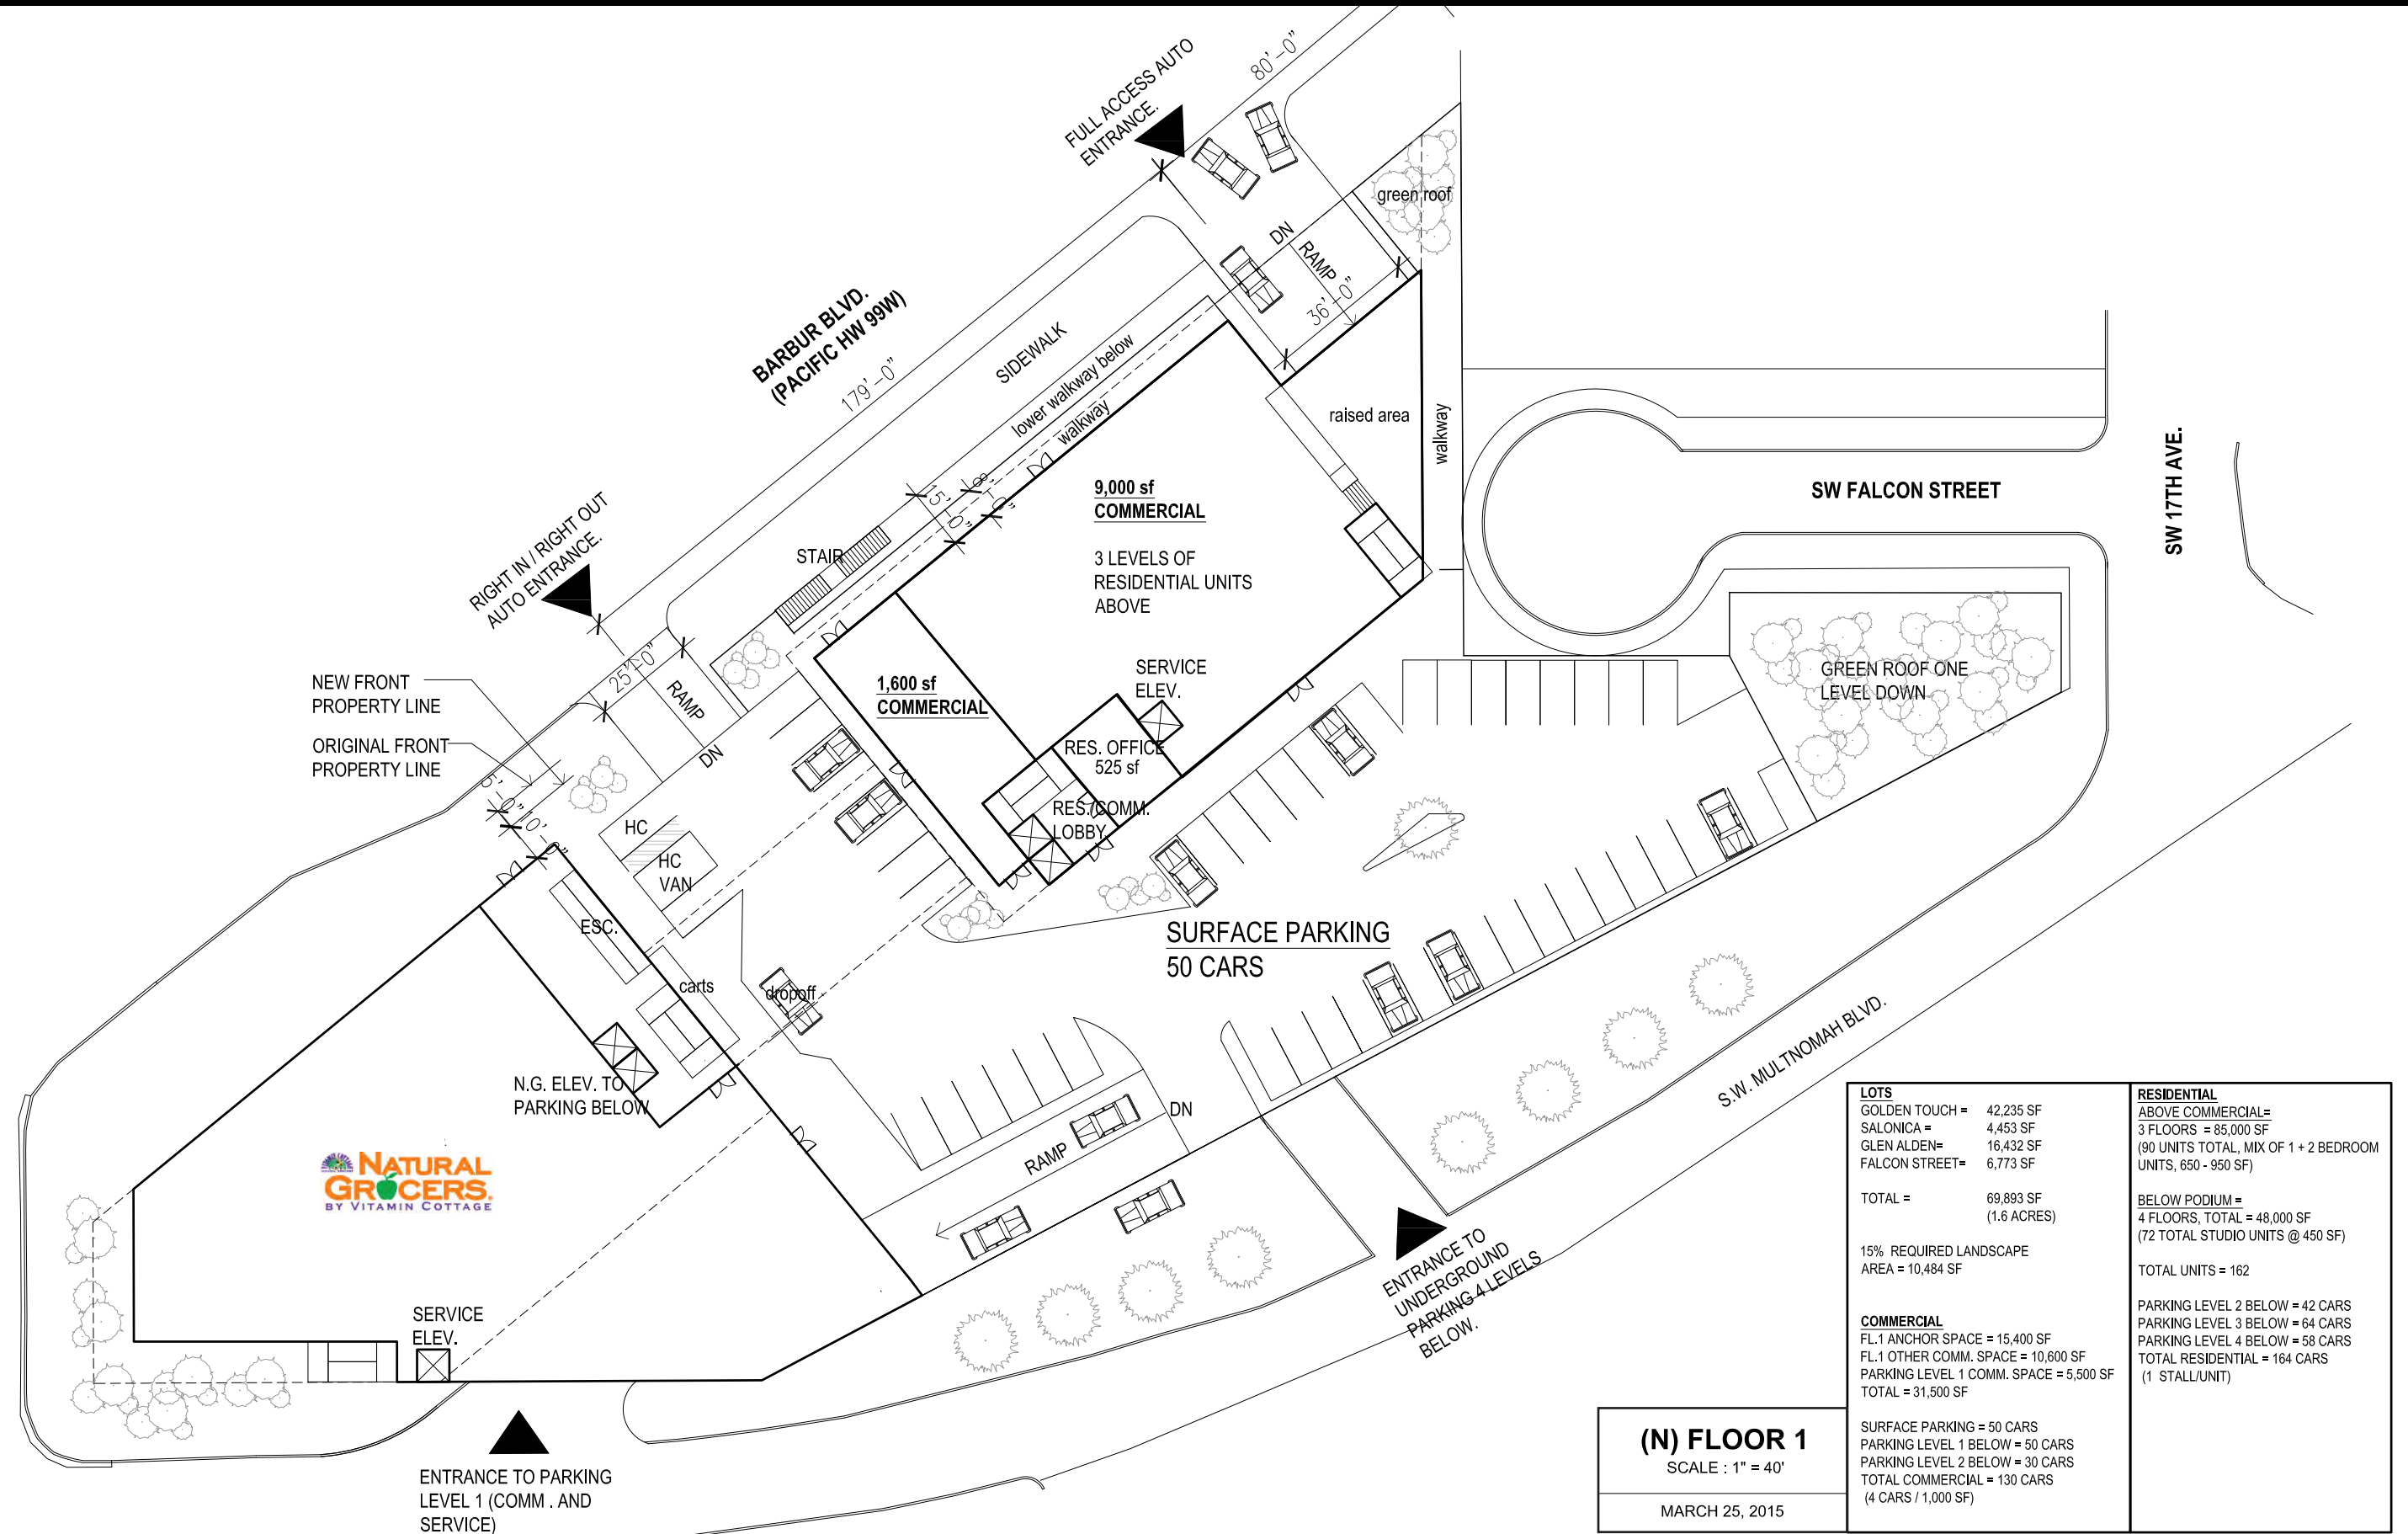 FULL ACCESS AUTO
ENTRANCE.
80'-0"
green roof
DN
RAMP
36'-0"
BARBUR BLVD.
(PACIFIC HW 99W)
179'-0"
SIDEWALK
lower walkway below
walkway
raised area
walkway
SW FALCON STREET
SW 17TH AVE.
9,000 sf
COMMERCIAL
3 LEVELS OF
RESIDENTIAL UNITS
ABOVE
15'-0"
8'-0"
STAIR
RIGHT IN / RIGHT OUT
AUTO ENTRANCE.
25'-0"
RAMP
DN
NEW FRONT
PROPERTY LINE
ORIGINAL FRONT
PROPERTY LINE
5'-0"
10'-0"
1,600 sf
COMMERCIAL
SERVICE
ELEV.
RES. OFFICE
525 sf
RES./COMM.
LOBBY
GREEN ROOF ONE
LEVEL DOWN
HC
HC
VAN
ESC.
carts
dropoff
SURFACE PARKING
50 CARS
N.G. ELEV. TO
PARKING BELOW
RAMP
DN
S.W. MULTNOMAH BLVD.
VITAMIN COTTAGE
NATURAL
GROCERS.
BY VITAMIN COTTAGE
SERVICE
ELEV.
ENTRANCE TO
UNDERGROUND
PARKING 4 LEVELS
BELOW.
ENTRANCE TO PARKING
LEVEL 1 (COMM . AND
SERVICE)
(N) FLOOR 1
SCALE : 1" = 40'
MARCH 25, 2015
LOTS
GOLDEN TOUCH = 42,235 SF
SALONICA = 4,453 SF
GLEN ALDEN= 16,432 SF
FALCON STREET= 6,773 SF
TOTAL = 69,893 SF
(1.6 ACRES)
15% REQUIRED LANDSCAPE
AREA = 10,484 SF
COMMERCIAL
FL.1 ANCHOR SPACE = 15,400 SF
FL.1 OTHER COMM. SPACE = 10,600 SF
PARKING LEVEL 1 COMM. SPACE = 5,500 SF
TOTAL = 31,500 SF
SURFACE PARKING = 50 CARS
PARKING LEVEL 1 BELOW = 50 CARS
PARKING LEVEL 2 BELOW = 30 CARS
TOTAL COMMERCIAL = 130 CARS
(4 CARS / 1,000 SF)
RESIDENTIAL
ABOVE COMMERCIAL=
3 FLOORS = 85,000 SF
(90 UNITS TOTAL, MIX OF 1 + 2 BEDROOM
UNITS, 650 - 950 SF)
BELOW PODIUM =
4 FLOORS, TOTAL = 48,000 SF
(72 TOTAL STUDIO UNITS @ 450 SF)
TOTAL UNITS = 162
PARKING LEVEL 2 BELOW = 42 CARS
PARKING LEVEL 3 BELOW = 64 CARS
PARKING LEVEL 4 BELOW = 58 CARS
TOTAL RESIDENTIAL = 164 CARS
(1 STALL/UNIT)